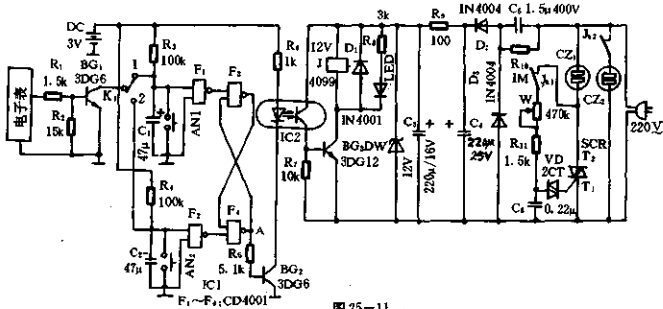 DC
3V
电子表
R₁
1.5k
R₂
15k
BG₁
3DG6
K₁
1
2
R₃
100k
C₁
47μ
AN1
F₁
F₃
R₄
100k
C₂
47μ
AN₂
F₂
F₄
A
R₅
5.1k
BG₂
3DG6
IC1
F₁~F₄:CD4001
R₆
1k
IC2
R₇
10k
12V
J
4099
D₁
1N4001
3k
R₈
LED
BG₃
3DG12
DW
12V
C₃
220μ/16V
R₉
100
C₄
220μ
25V
1N4004
D₂
D₃
1N4004
C₅ 1.5μ400V
R₁₀
1M
W
470k
R₁₁
1.5k
VD
2CT
C₆
0.22μ
CZ₁
CZ₂
SCR
T₂
T₁
220V
图25-11